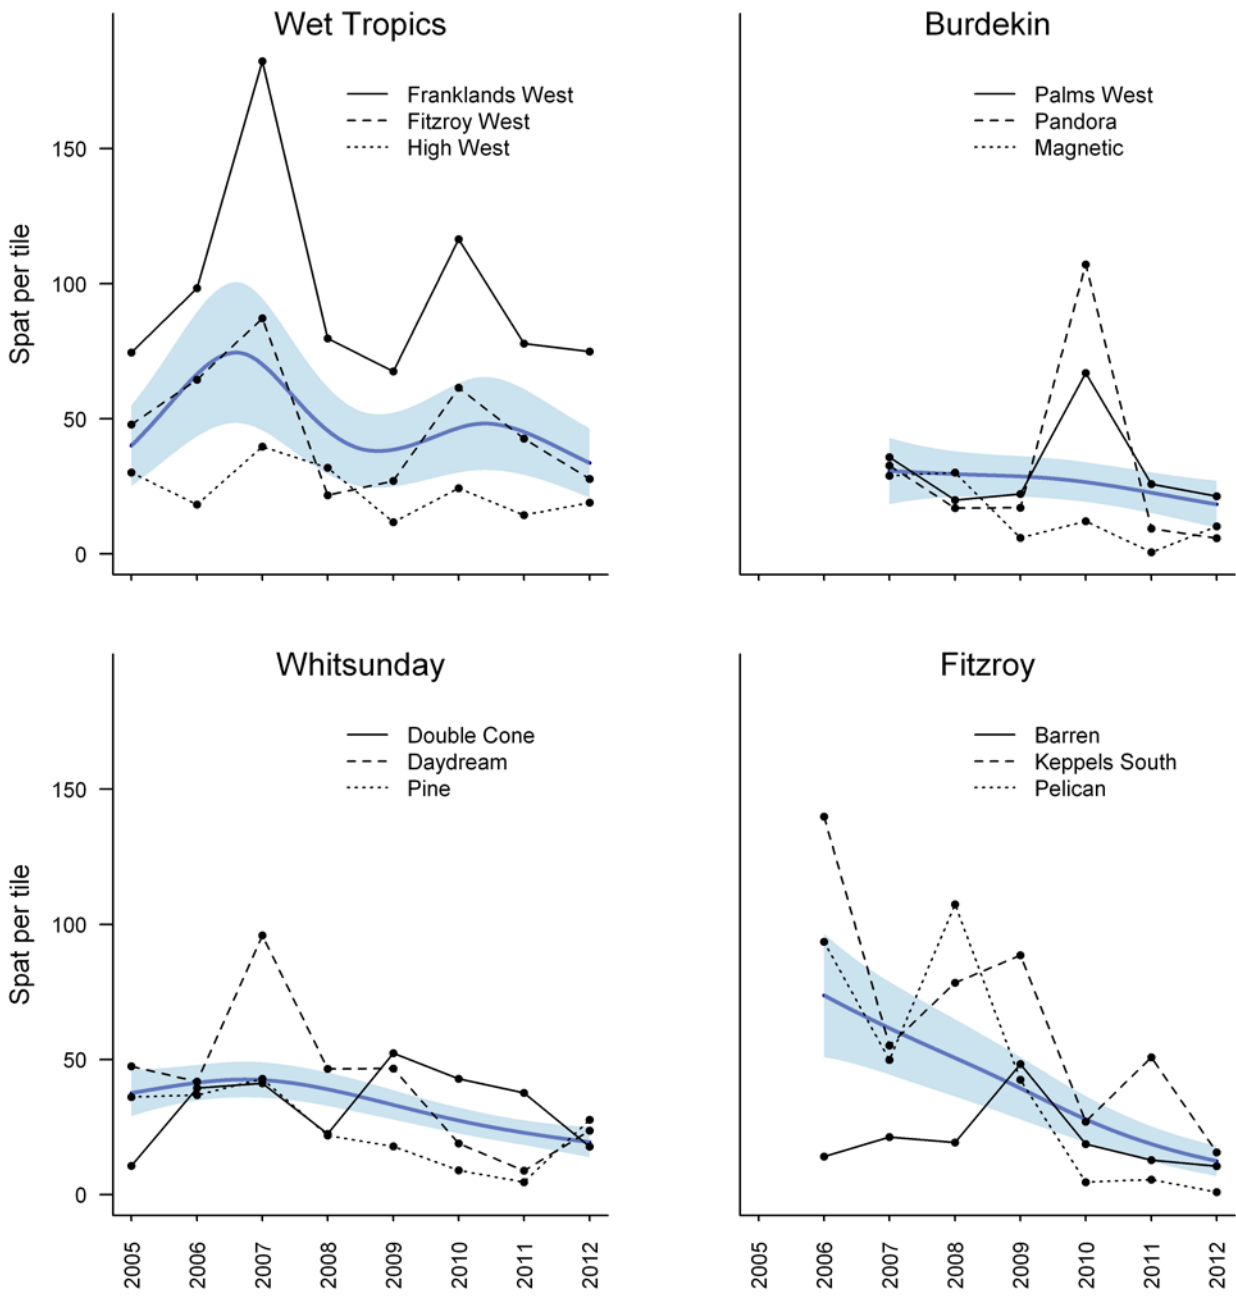 Wet Tropics
Franklands West
Fitzroy West
High West
Spat per tile
150
100
50
0
Burdekin
Palms West
Pandora
Magnetic
Whitsunday
Double Cone
Daydream
Pine
Spat per tile
150
100
50
0
2005
2006
2007
2008
2009
2010
2011
2012
Fitzroy
Barren
Keppels South
Pelican
2005
2006
2007
2008
2009
2010
2011
2012